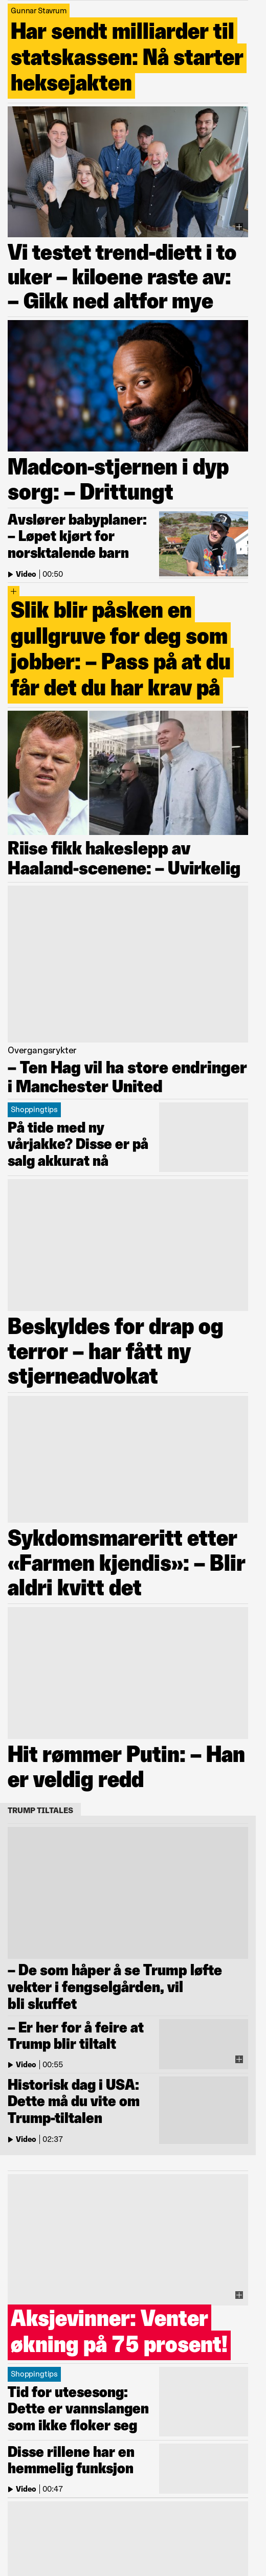 Gunnar Stavrum
Har sendt milliarder til
statskassen: Nå starter
heksejakten
Vi testet trend-diett i to
uker – kiloene raste av:
– Gikk ned altfor mye
Madcon-stjernen i dyp
sorg: – Drittungt
Avslører babyplaner:
– Løpet kjørt for
norsktalende barn
Video | 00:50
Slik blir påsken en
gullgruve for deg som
jobber: – Pass på at du
får det du har krav på
Riise fikk hakeslepp av
Haaland-scenene: – Uvirkelig
Overgangsrykter
– Ten Hag vil ha store endringer
i Manchester United
Shoppingtips
På tide med ny
vårjakke? Disse er på
salg akkurat nå
Beskyldes for drap og
terror – har fått ny
stjerneadvokat
Sykdomsmareritt etter
«Farmen kjendis»: – Blir
aldri kvitt det
Hit rømmer Putin: – Han
er veldig redd
TRUMP TILTALES
– De som håper å se Trump løfte
vekter i fengselgården, vil
bli skuffet
– Er her for å feire at
Trump blir tiltalt
Video | 00:55
Historisk dag i USA:
Dette må du vite om
Trump-tiltalen
Video | 02:37
Aksjevinner: Venter
økning på 75 prosent!
Shoppingtips
Tid for utesesong:
Dette er vannslangen
som ikke floker seg
Disse rillene har en
hemmelig funksjon
Video | 00:47